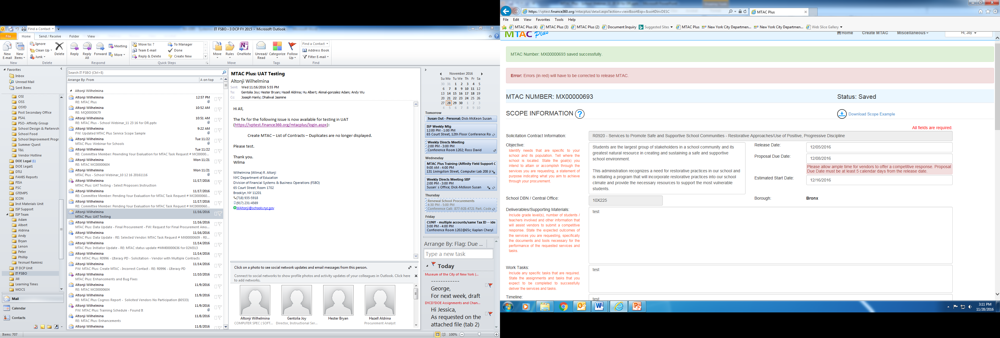 IT FSBO - 3 DCP FY 2015 - Microsoft Outlook
Find a Contact
File Home Send / Receive Folder View
New E-mail
New Items
New
Ignore
Clean Up
Junk
Delete
Delete
Reply
Reply All
Forward
Meeting
More
Respond
Move to: ?
Team E-mail
Reply & Delete
To Manager
Done
Create New
Quick Steps
Move
Rules
OneNote
Move
Unread/ Read
Categorize
Follow Up
Tags
Find a Contact
Address Book
Filter E-mail
Find
Favorites
Inbox
Unread Mail
Sent Items
OSI
OSS
OSYD
Post Secondary Office
PSAL
PSO- Affinity Group
School Design & Partenrsh
School Food
School Improvement Progr
Summer Quest
T&L
Vendor Hotline
DOE Legal (1)
DOE Legal1
DTLI
FAMIS Reports
FISA
FSC
GTEMPS
ICON
Inst Materials Unit
ISP Support
ISP Team
Adam
Albert
Aldrina
Andy
Bryan
Lenon
Peter
Phillip
Yesnuel Ramirez
IT DCP Unit
IT FSBO
Jill
Learning Times
MOCS
Mail
Calendar
Contacts
Items: 707
Search IT FSBO (Ctrl+E)
Arrange By: From A on top
Altonji Wilhelmina
Altonji Wilhelmina 12:57 PM
RE: MTAC Plus
Altonji Wilhelmina 10:52 AM
RE: MQ00000679
Altonji Wilhelmina 10:51 AM
RE: MTAC Plus - School Webinar_11 23 16 for DR.pptx
Altonji Wilhelmina 9:22 AM
FW: Updated MTAC Plus Service Scope Sample
Altonji Wilhelmina Tue 11/22
MTAC Plus: Webinar for Schools
Altonji Wilhelmina Tue 11/22
RE: Committee Member: Pewnding Your Evaluation for MTAC Task Request # MC00000...
Altonji Wilhelmina Mon 11/21
RE: MTAC MC00000604
Altonji Wilhelmina Mon 11/21
MTAC Plus - School Webinar_10 12 16 20161116
Altonji Wilhelmina 11/17/2016
MTAC Plus: UAT Testing - Select Proposers Instruction
Altonji Wilhelmina 11/17/2016
RE: Committee Member: Pending Your Evaluation for MTAC Task Request # MC0000060...
Altonji Wilhelmina 11/17/2016
RE: Committee Member: Pending Your Evaluation for MTAC Task Request # MC0000060...
Altonji Wilhelmina 11/16/2016
MTAC Plus: UAT Testing
Altonji Wilhelmina 11/16/2016
MTAC Plus: Data Update - Final Procurement - FW: Request for Final Procurement Amo...
Altonji Wilhelmina 11/16/2016
MTAC Plus: Data Update - RE: Selected Vendor: MTAC Task Request # MX00000609 - R0...
Altonji Wilhelmina 11/14/2016
MTAC Plus: Initiator Update - RE: MTAC status update #MM00000636 for 02M313
Altonji Wilhelmina 11/14/2016
FW: MTAC Plus: R0996 - LIteracy PD - Solicitation - Vendor with Multiple Contracts
Altonji Wilhelmina 11/14/2016
FW: MTAC Plus: Create MTAC - Incorrect Contact - RE: R0996 - LIteracy PD
Altonji Wilhelmina 11/10/2016
MTAC Plus: Enhancements and Bug Fixes
Altonji Wilhelmina 11/9/2016
RE: MTAC MC00000604
Altonji Wilhelmina 11/9/2016
RE: MTAC Plus Cognos Report - Solicited Vendors No Participation (80533)
Altonji Wilhelmina 11/9/2016
FW: MTAC Plus: Training Schedule - Found It
Altonji Wilhelmina 11/8/2016
RE: MTAC Plus: Enhancements
Altonji Wilhelmina 11/8/2016
MTAC Plus: UAT Testing
Altonji Wilhelmina
Sent: Wed 11/16/2016 5:55 PM
To: Gentolia Joy; Hester Bryan; Hazell Aldrina; Hu Albert; Akmal-gonzalez Adam; Andy Wu
Cc: Joseph Hanly; Dhaliwal Jasmine
Hi All,
The fix for the following issue is now available for testing in UAT
(https://vptest.finance360.org/mtacplus/login.aspx):
Create MTAC – List of Contracts – Duplicates are no longer displayed.
Please test.
Thank you.
Wilma
Wilhelmina (Wilma) R. Altonji
NYC Department of Education
Division of Financial Systems & Business Operations (FSBO)
65 Court Street, Room 1702
Brooklyn, NY 11201
(718) 935-5918
(917) 231-4569
WAltonji@schools.nyc.gov
Click on a photo to see social network updates and email messages from this person.
Connect to social networks to show profile photos and activity updates of your colleagues in Outlook. Click here
to add networks.
Altonji Wilhelmina
COMPUTER SPEC ( SOFT...
Gentolia Joy
Director, Instructional Ser...
Hester Bryan
Hazell Aldrina
Procurement Analyst
November 2016
Su Mo Tu We Th Fr Sa
30 31 1 2 3 4 5
6 7 8 9 10 11 12
13 14 15 16 17 18 19
20 21 22 23 24 25 26
27 28 29 30 1 2 3
4 5 6 7 8 9 10
Tomorrow
Susan Out - Personal; Dick-McKeon Susan
ISP Weekly Mtg
12:00 PM - 1:00 PM
65 Court Street, 12th Floor Conference Ro
Weekly Directs Meeting
2:00 PM - 3:00 PM
Conference Room 1202; Ross David
Wednesday
MTAC Plus Training (Affinity Field Support C
9:00 AM - 4:00 PM
131 Livingston Street, Computer Lab 208 (
Weekly Directs Meeting SBP
2:00 PM - 3:00 PM
Susan' s Office; Dick-McKeon Susan
Thursday
Renewal School Procurements
4:30 PM - 5:00 PM
Conference Call: 877-928-4721 Part. Code
Friday
CUNY - multiple accounts/same Tax ID -- ide
3:00 PM - 4:00 PM
Conference Room 1202@65c; Kaplan Cheryl
Arrange By: Flag: Due ...
Type a new task
Today
Museum of the City of New York (...
------------
George,
For next week, draft
DYCD?DOE Assignments and Chan...
Hi Jessica,
As requested on the
attached file (tab 2)
100%
https://vptest.finance360.org/mtacplus/detail.aspx?action=view&sortExp=&sortDir=DESC
MTAC Plus
File Edit View Favorites Tools Help
MTAC Plus (4) MTAC Plus (3) MTAC Plus (2) Document Inquiry Suggested Sites MTAC Plus New York City Departmen... New York City Departmen... Web Slice Gallery
MTAC Plus
Home Create MTAC Miscellaneous Hi, Joy
MTAC Number: MX00000693 saved successfully.
Error: Errors (in red) will have to be corrected to release MTAC.
MTAC NUMBER: MX00000693 Status: Saved
SCOPE INFORMATION ? Download Scope Example
All fields are required.
Solicitation Contract Information: R0920 - Services to Promote Safe and Supportive School Communities - Restorative Approaches/Use of Positive, Progressive Discipline
Objective:
Identify needs that are specific to your
school and its population. Tell where the
school is located. State the goal(s) you
intend to attain or accomplish through the
services you are requesting, a statement of
purpose indicating what you aim to achieve
through your procurement.
Students are the largest group of stakeholders in a school community and its
greatest natural resource in creating and sustaining a safe and supportive
school environment.
This administration recognizes a need for restorative practices in our school and
is initiating a program that will incorporate restorative practices into our school
climate and provide the necessary resources to support the most vulnerable
students.
Release Date: 12/05/2016
Proposal Due Date: 12/08/2016
Please allow ample time for vendors to offer a competitive response. Proposal
Due Date must be at least 5 calendar days from the release date.
Estimated Start Date: 12/16/2016
School DBN / Central Office: 10X225
Borough: Bronx
Deliverables/Supporting Materials:
Include grade level(s), number of students /
teachers involved and other information that
will assist vendors to submit a competitive
response. State the expected outcomes of
the services you are requesting, specifically
the documents and tools necessary for the
performance of the requested services and
tasks.
test
Work Tasks:
Include any specific tasks that are required.
State the assignments and tasks that you
expect to be completed to successfully
deliver the services and tasks.
test
Timeline:
test
3:11 PM
11/28/2016